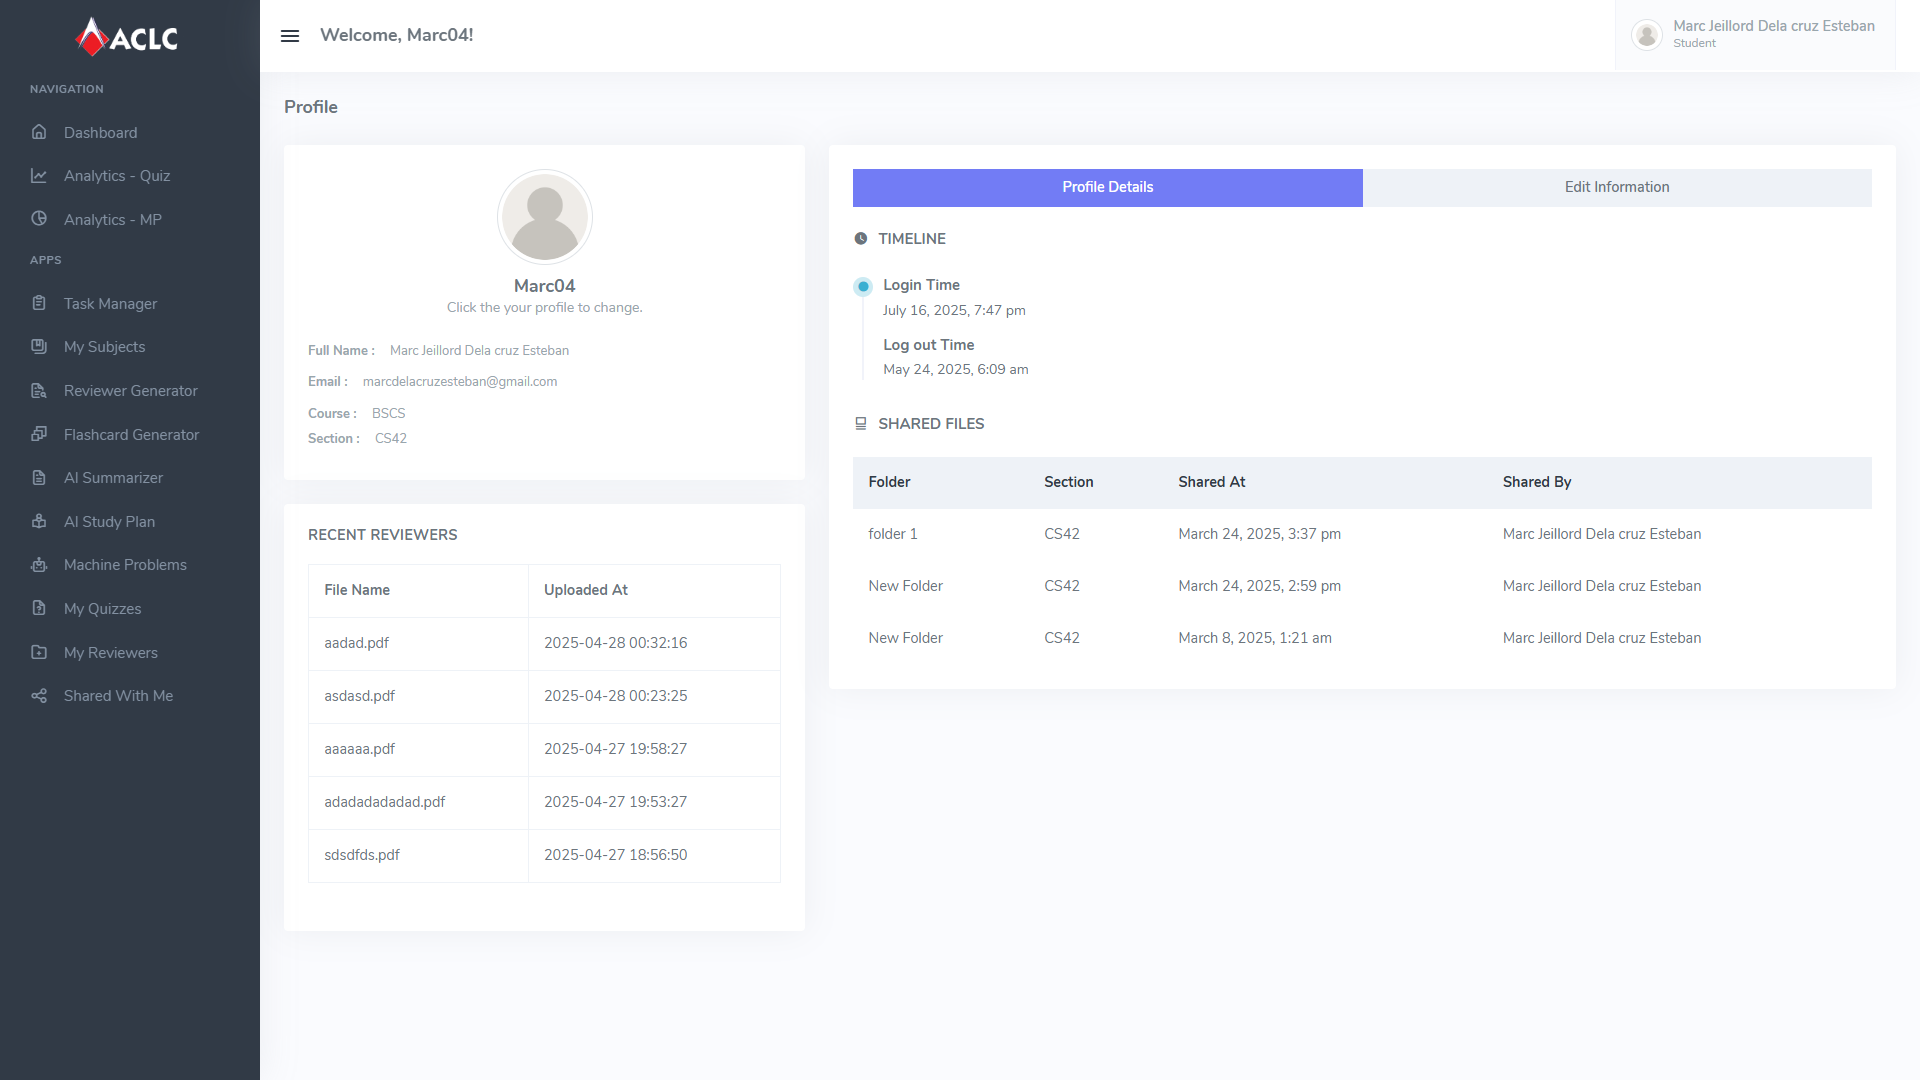 ACLC
Welcome, Marc04!
Marc Jeillord Dela cruz Esteban
Student
NAVIGATION
Dashboard
Analytics - Quiz
Analytics - MP
APPS
Task Manager
My Subjects
Reviewer Generator
Flashcard Generator
AI Summarizer
AI Study Plan
Machine Problems
My Quizzes
My Reviewers
Shared With Me
Profile
Marc04
Click the your profile to change.
Full Name : Marc Jeillord Dela cruz Esteban
Email : marcdelacruzesteban@gmail.com
Course : BSCS
Section : CS42
RECENT REVIEWERS
File Name Uploaded At
aadad.pdf 2025-04-28 00:32:16
asdasd.pdf 2025-04-28 00:23:25
aaaaaa.pdf 2025-04-27 19:58:27
adadadadadad.pdf 2025-04-27 19:53:27
sdsdfds.pdf 2025-04-27 18:56:50
Profile Details Edit Information
TIMELINE
Login Time
July 16, 2025, 7:47 pm
Log out Time
May 24, 2025, 6:09 am
SHARED FILES
Folder Section Shared At Shared By
folder 1 CS42 March 24, 2025, 3:37 pm Marc Jeillord Dela cruz Esteban
New Folder CS42 March 24, 2025, 2:59 pm Marc Jeillord Dela cruz Esteban
New Folder CS42 March 8, 2025, 1:21 am Marc Jeillord Dela cruz Esteban